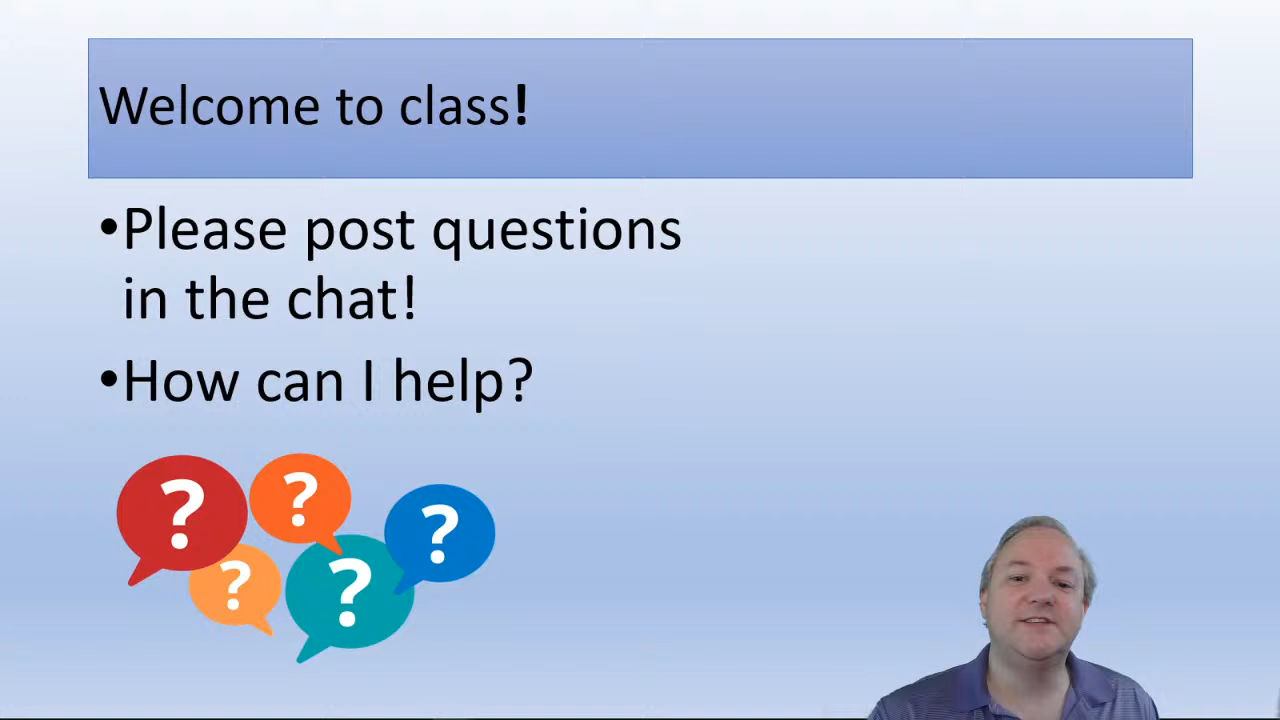 Welcome to class!
•Please post questions
in the chat!
•How can I help?
? ? ?
? ?